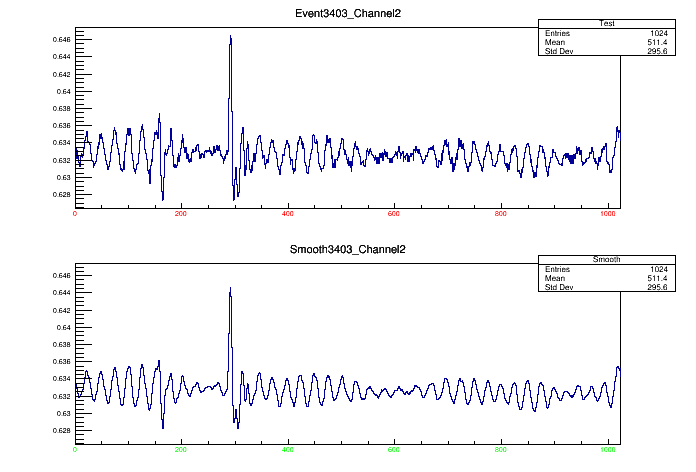 Event3403_Channel2
Test
Entries 1024
Mean 511.4
Std Dev 295.6
0.646
0.644
0.642
0.64
0.638
0.636
0.634
0.632
0.63
0.628
0 200 400 600 800 1000
Smooth3403_Channel2
Smooth
Entries 1024
Mean 511.4
Std Dev 295.6
0.646
0.644
0.642
0.64
0.638
0.636
0.634
0.632
0.63
0.628
0 200 400 600 800 1000